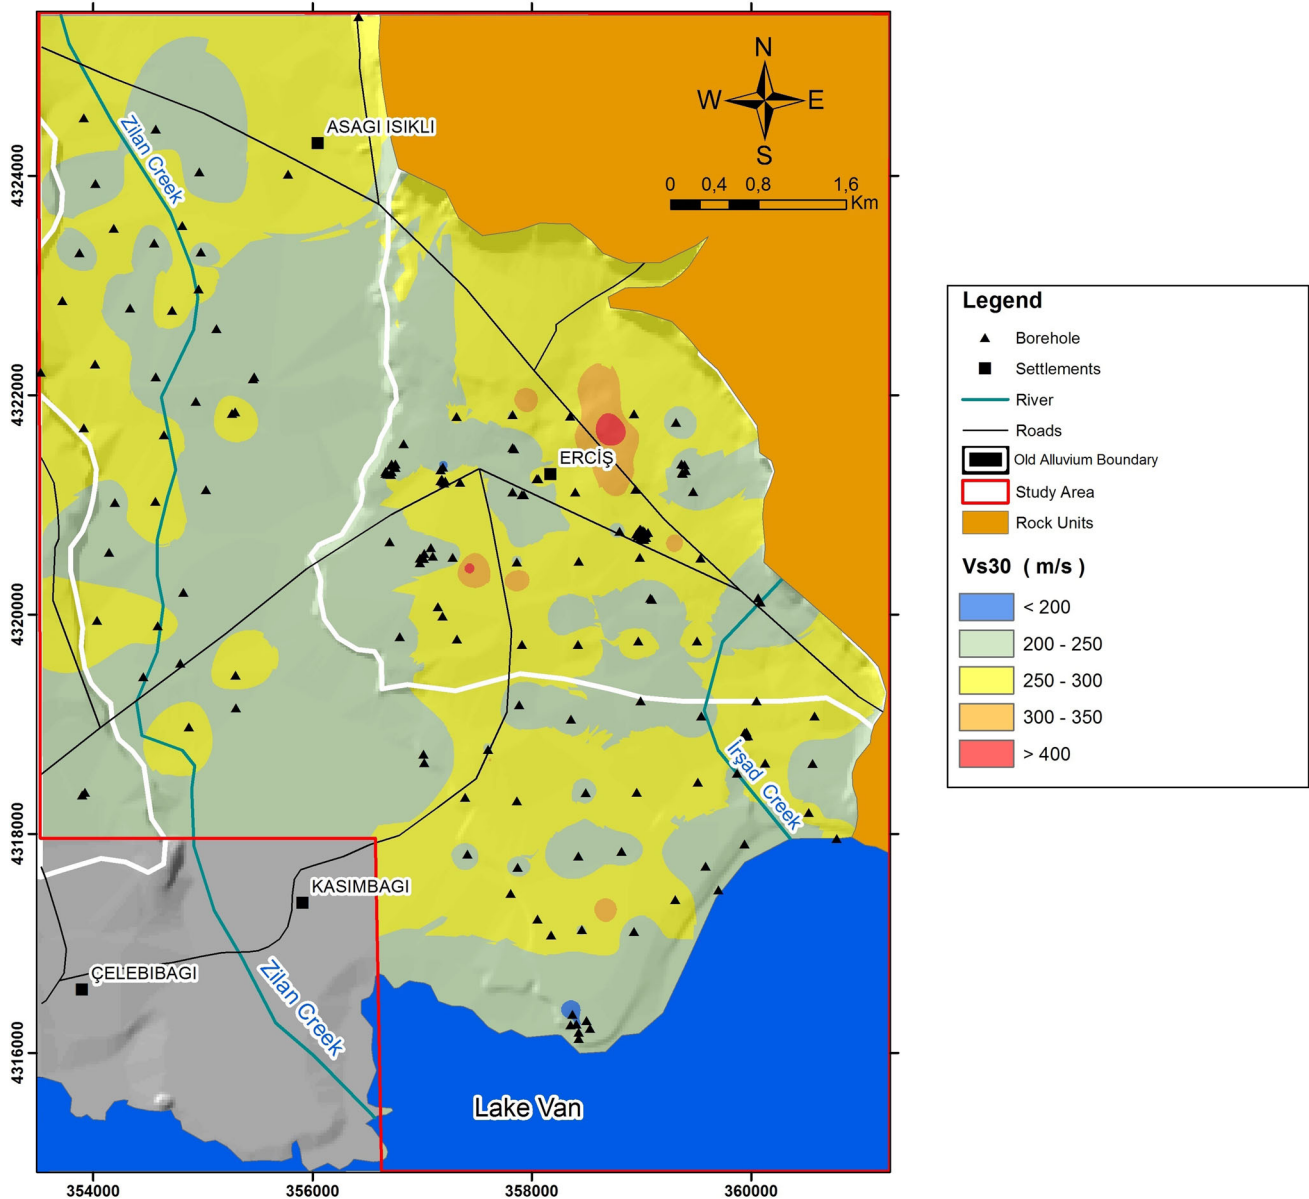 N
W E
S
0 0,4 0,8 1,6
Km
ASAGI ISIKLI
Zilan Creek
ERCİŞ
İrşad Creek
KASIMBAGI
ÇELEBIBAGI
Zilan Creek
Lake Van
4324000
4322000
4320000
4318000
4316000
354000 356000 358000 360000
Legend
Borehole
Settlements
River
Roads
Old Alluvium Boundary
Study Area
Rock Units
Vs30 ( m/s )
< 200
200 - 250
250 - 300
300 - 350
> 400